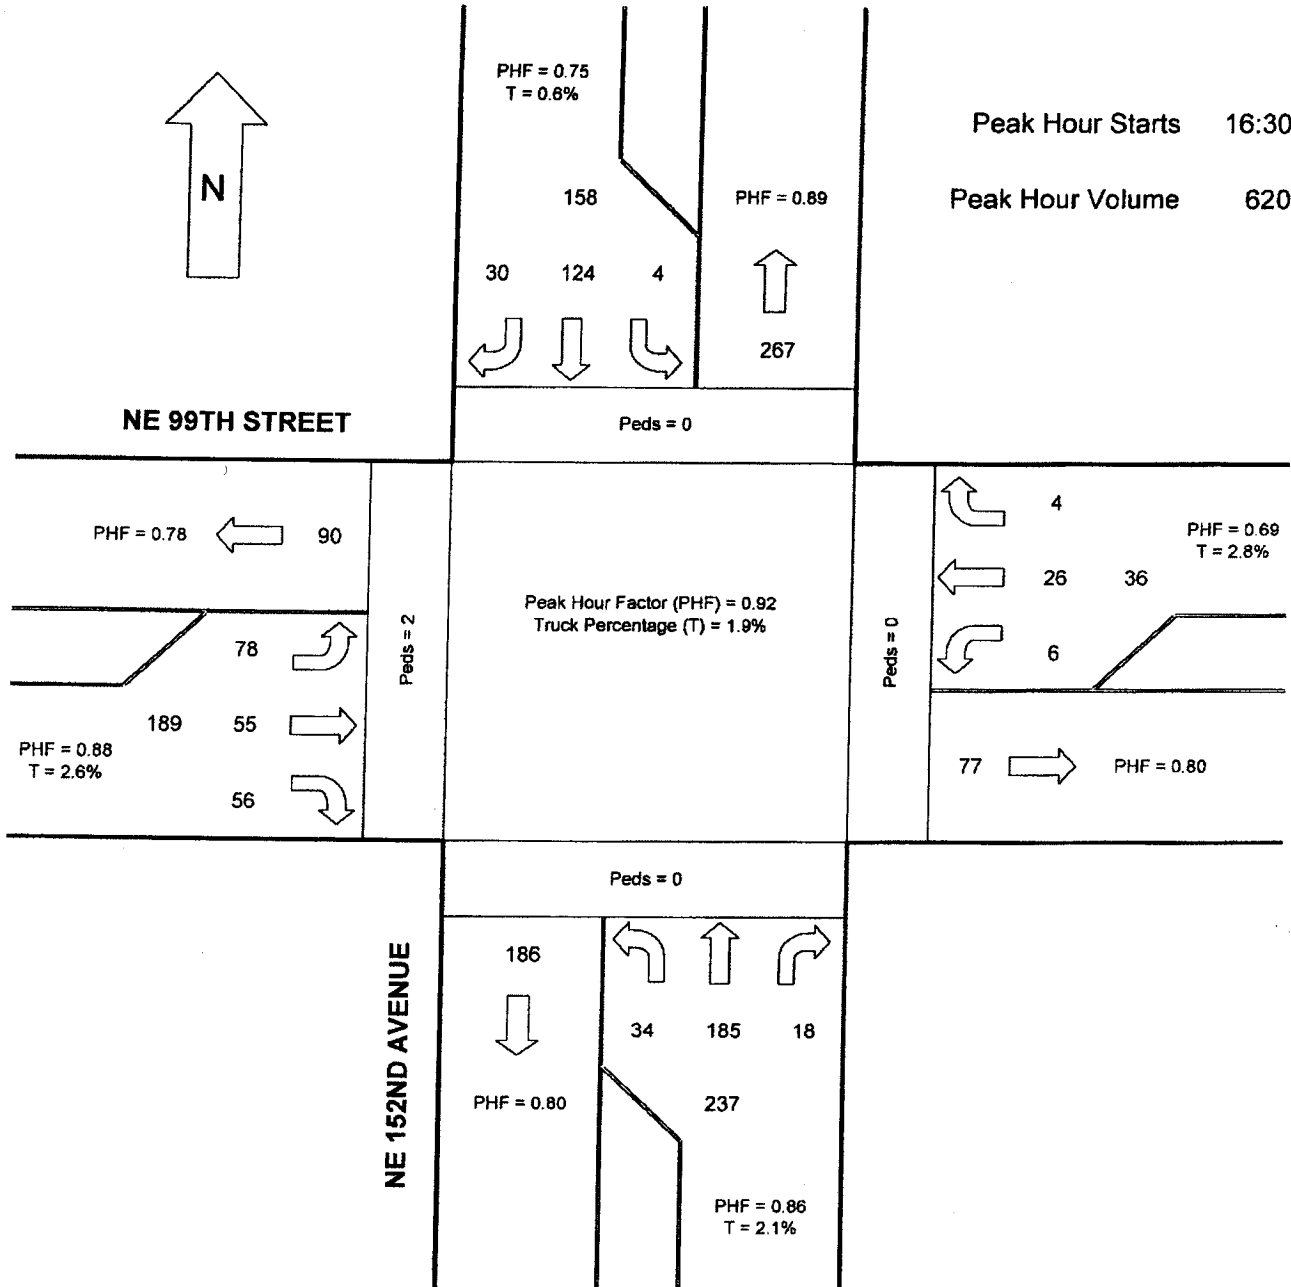 PHF = 0.75
T = 0.6%
Peak Hour Starts 16:30
N
158
PHF = 0.89
Peak Hour Volume 620
30 124 4
267
NE 99TH STREET
Peds = 0
PHF = 0.78 90
4
PHF = 0.69
T = 2.8%
26 36
6
Peds = 2
Peak Hour Factor (PHF) = 0.92
Truck Percentage (T) = 1.9%
Peds = 0
78
189 55
PHF = 0.88
T = 2.6%
56
77 PHF = 0.80
Peds = 0
NE 152ND AVENUE
186
34 185 18
PHF = 0.80
237
PHF = 0.86
T = 2.1%